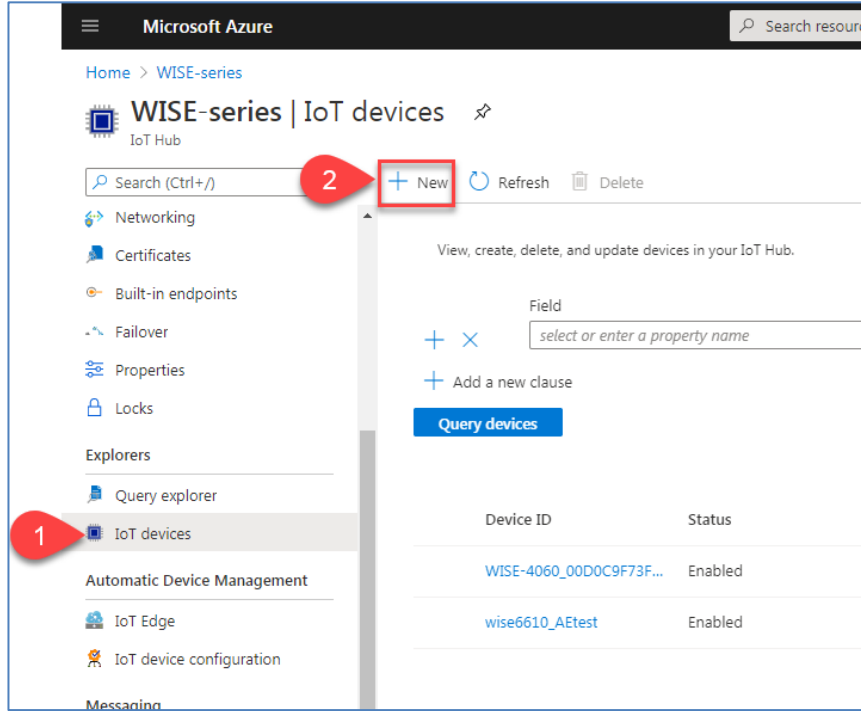 Microsoft Azure
Search resour
Home > WISE-series
WISE-series | IoT devices
IoT Hub
Search (Ctrl+/)
2
New
Refresh
Delete
Networking
Certificates
Built-in endpoints
Failover
Properties
Locks
Explorers
Query explorer
1
IoT devices
Automatic Device Management
IoT Edge
IoT device configuration
Messaging
View, create, delete, and update devices in your IoT Hub.
Field
select or enter a property name
Add a new clause
Query devices
Device ID Status
WISE-4060_00D0C9F73F... Enabled
wise6610_AEtest Enabled